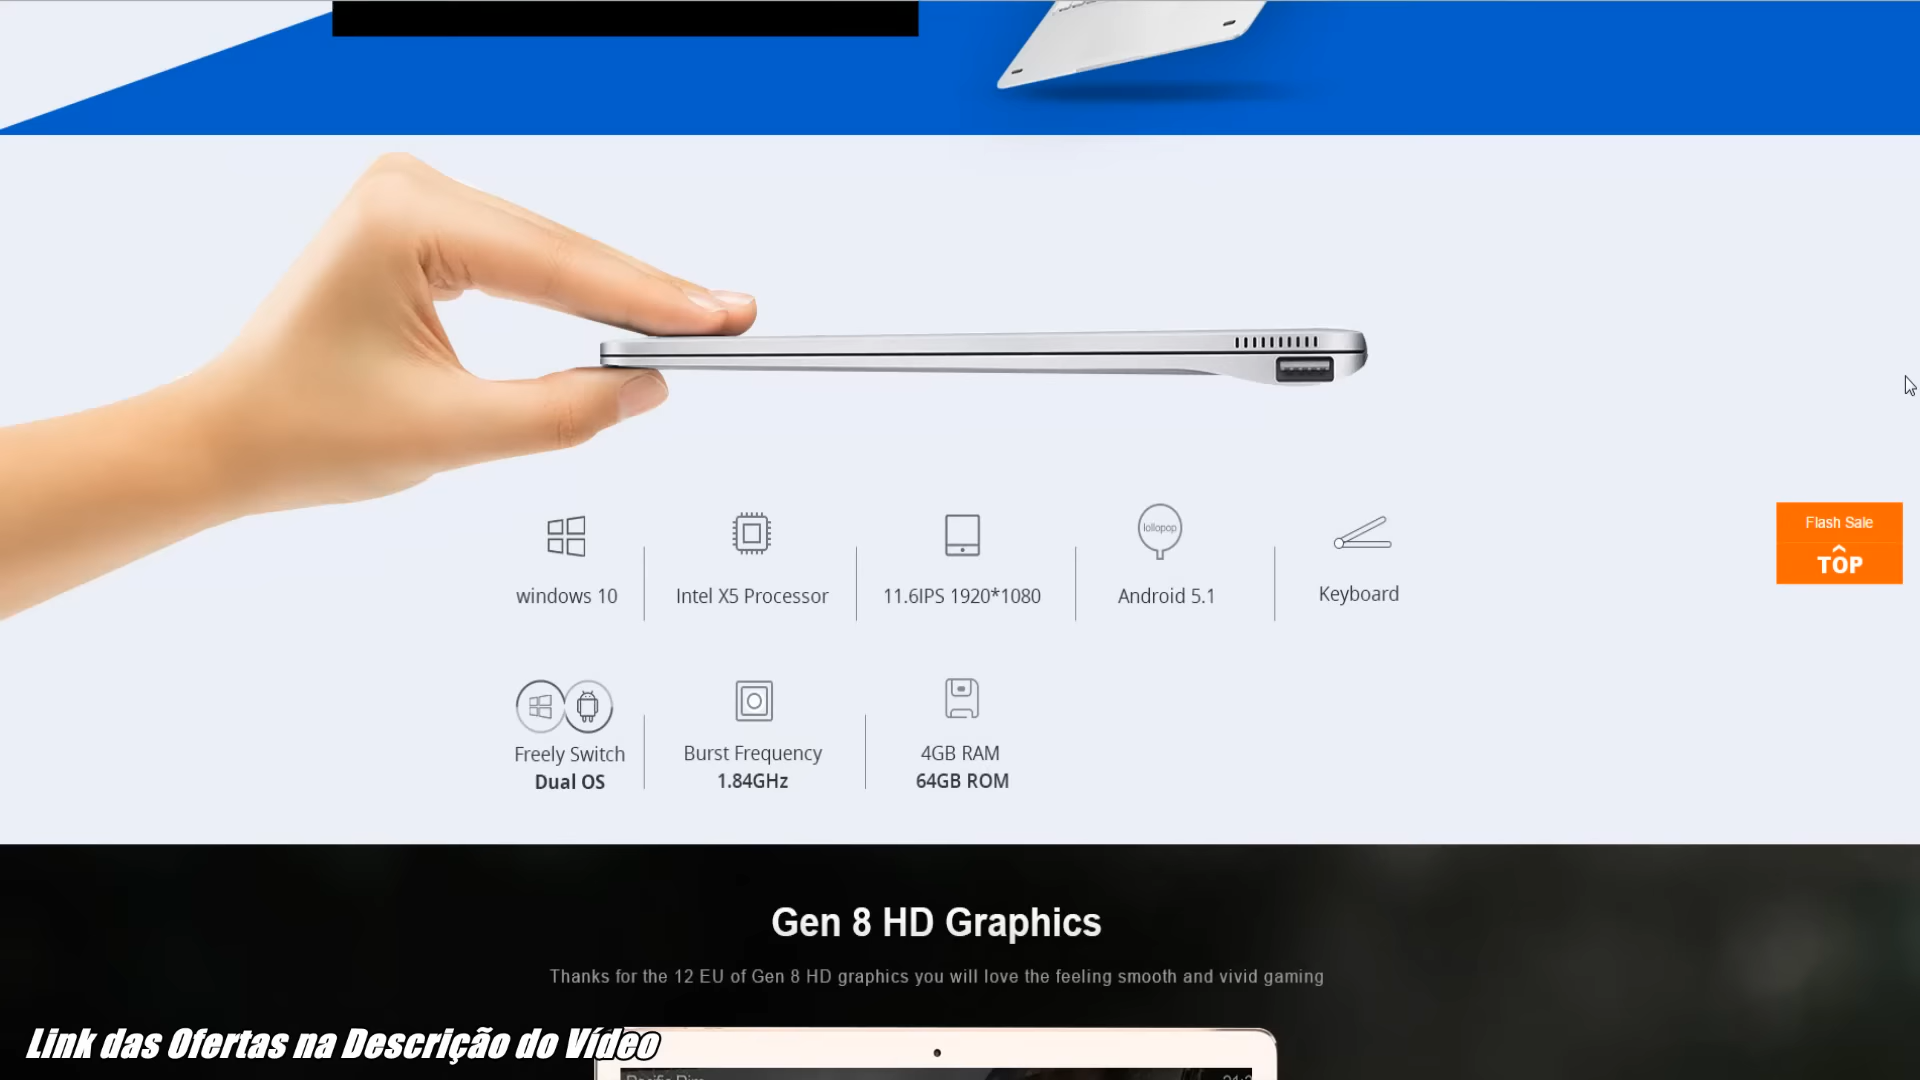 lollopop
windows 10
Intel X5 Processor
11.6IPS 1920*1080
Android 5.1
Keyboard
Flash Sale
TOP
Freely Switch
Dual OS
Burst Frequency
1.84GHz
4GB RAM
64GB ROM
Gen 8 HD Graphics
Thanks for the 12 EU of Gen 8 HD graphics you will love the feeling smooth and vivid gaming
Link das Ofertas na Descrição do Vídeo
Pacific Rim